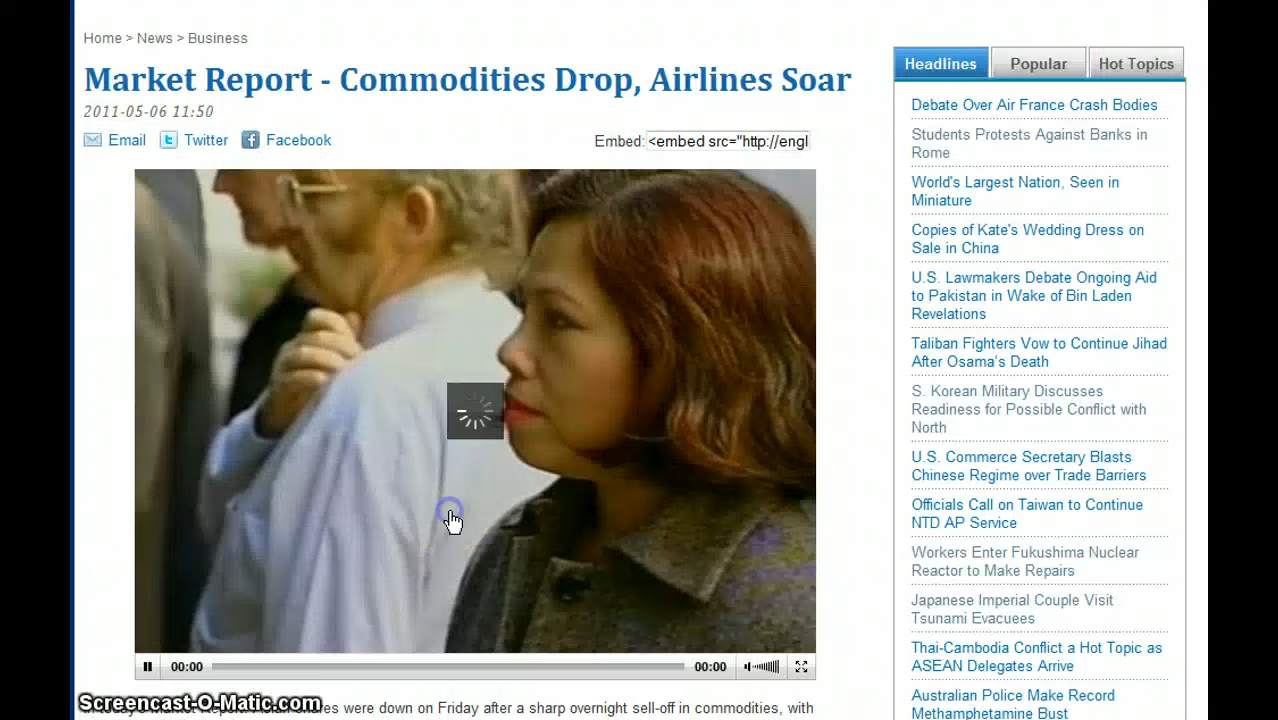 Home > News > Business
Market Report - Commodities Drop, Airlines Soar
2011-05-06 11:50
Email Twitter Facebook Embed: <embed src="http://engl
00:00 00:00
In today's Market Report: Asian shares were down on Friday after a sharp overnight sell-off in commodities, with
Screencast-O-Matic.com
Headlines Popular Hot Topics
Debate Over Air France Crash Bodies
Students Protests Against Banks in
Rome
World's Largest Nation, Seen in
Miniature
Copies of Kate's Wedding Dress on
Sale in China
U.S. Lawmakers Debate Ongoing Aid
to Pakistan in Wake of Bin Laden
Revelations
Taliban Fighters Vow to Continue Jihad
After Osama's Death
S. Korean Military Discusses
Readiness for Possible Conflict with
North
U.S. Commerce Secretary Blasts
Chinese Regime over Trade Barriers
Officials Call on Taiwan to Continue
NTD AP Service
Workers Enter Fukushima Nuclear
Reactor to Make Repairs
Japanese Imperial Couple Visit
Tsunami Evacuees
Thai-Cambodia Conflict a Hot Topic as
ASEAN Delegates Arrive
Australian Police Make Record
Methamphetamine Bust